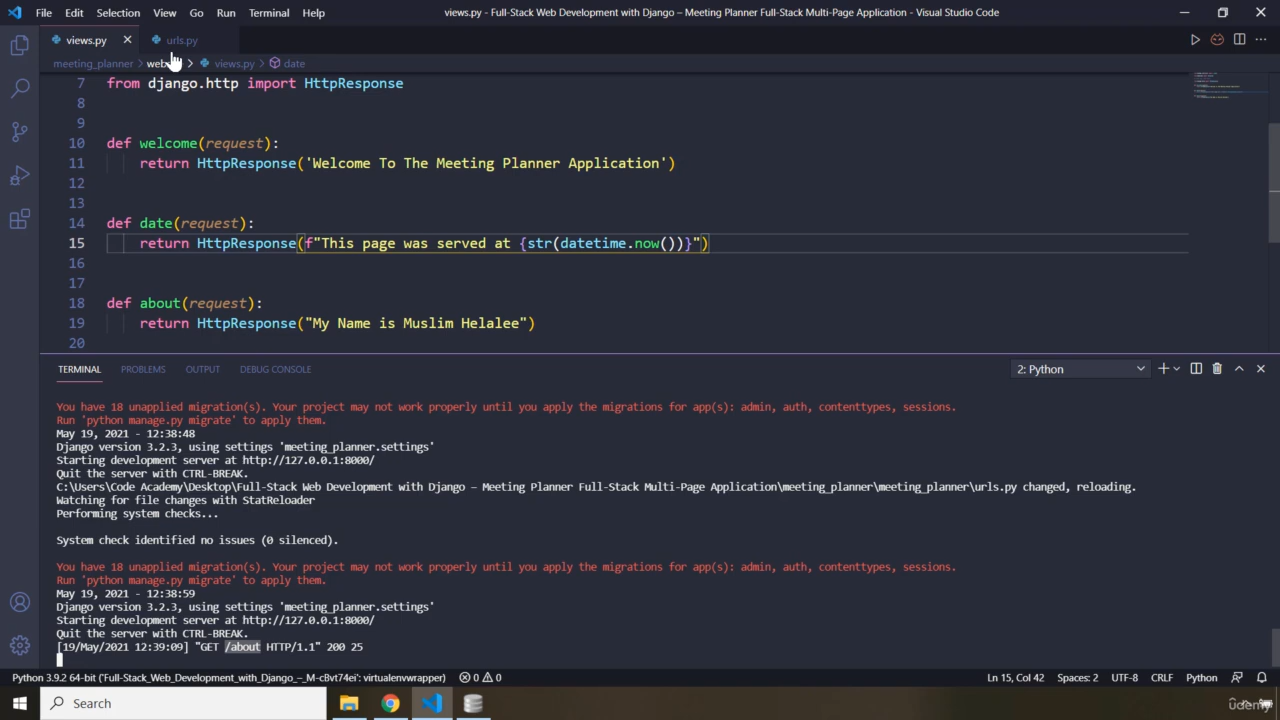 File Edit Selection View Go Run Terminal Help
views.py - Full-Stack Web Development with Django – Meeting Planner Full-Stack Multi-Page Application - Visual Studio Code
views.py
urls.py
meeting_planner
views.py
date
7 from django.http import HttpResponse
8
9
10 def welcome(request):
11 return HttpResponse('Welcome To The Meeting Planner Application')
12
13
14 def date(request):
15 return HttpResponse(f"This page was served at {str(datetime.now())}")
16
17
18 def about(request):
19 return HttpResponse("My Name is Muslim Helalee")
20
TERMINAL PROBLEMS OUTPUT DEBUG CONSOLE
2: Python
You have 18 unapplied migration(s). Your project may not work properly until you apply the migrations for app(s): admin, auth, contenttypes, sessions.
Run 'python manage.py migrate' to apply them.
May 19, 2021 - 12:38:48
Django version 3.2.3, using settings 'meeting_planner.settings'
Starting development server at http://127.0.0.1:8000/
Quit the server with CTRL-BREAK.
C:\Users\Code Academy\Desktop\Full-Stack Web Development with Django – Meeting Planner Full-Stack Multi-Page Application\meeting_planner\meeting_planner\urls.py changed, reloading.
Watching for file changes with StatReloader
Performing system checks...
System check identified no issues (0 silenced).
You have 18 unapplied migration(s). Your project may not work properly until you apply the migrations for app(s): admin, auth, contenttypes, sessions.
Run 'python manage.py migrate' to apply them.
May 19, 2021 - 12:38:59
Django version 3.2.3, using settings 'meeting_planner.settings'
Starting development server at http://127.0.0.1:8000/
Quit the server with CTRL-BREAK.
[19/May/2021 12:39:09] "GET /about HTTP/1.1" 200 25
Python 3.9.2 64-bit ('Full-Stack_Web_Development_with_Django_–_M-c8vt74ei': virtualenvwrapper) 0 0
Ln 15, Col 42 Spaces: 2 UTF-8 CRLF Python
Search
udemy